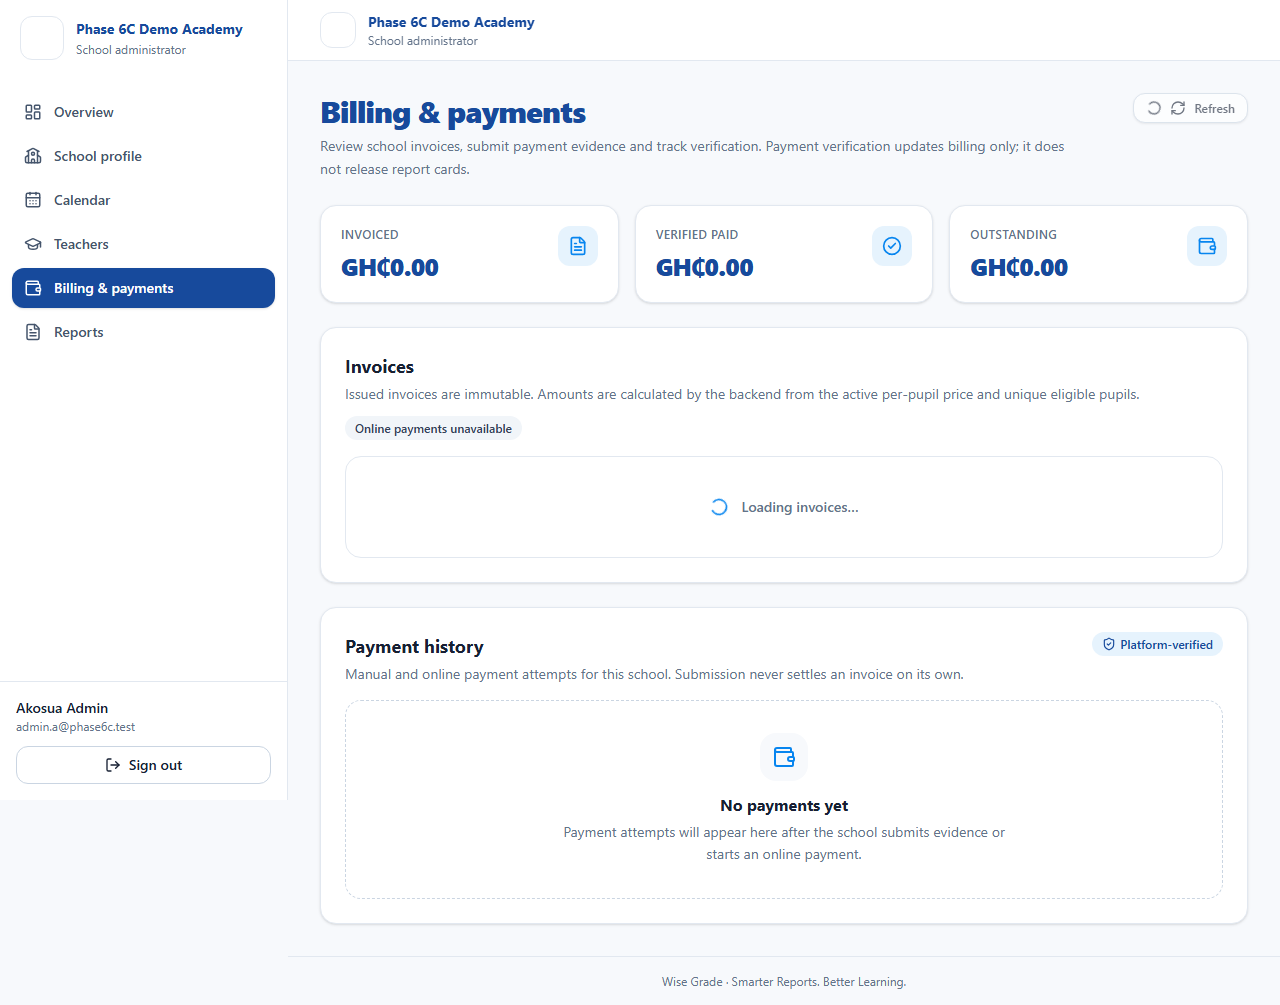 Phase 6C Demo Academy
School administrator
Overview
School profile
Calendar
Teachers
Billing & payments
Reports
Akosua Admin
admin.a@phase6c.test
Sign out
Phase 6C Demo Academy
School administrator
Billing & payments
Refresh
Review school invoices, submit payment evidence and track verification. Payment verification updates billing only; it does
not release report cards.
INVOICED
GH₵0.00
VERIFIED PAID
GH₵0.00
OUTSTANDING
GH₵0.00
Invoices
Issued invoices are immutable. Amounts are calculated by the backend from the active per-pupil price and unique eligible pupils.
Online payments unavailable
Loading invoices...
Payment history
Platform-verified
Manual and online payment attempts for this school. Submission never settles an invoice on its own.
No payments yet
Payment attempts will appear here after the school submits evidence or
starts an online payment.
Wise Grade · Smarter Reports. Better Learning.